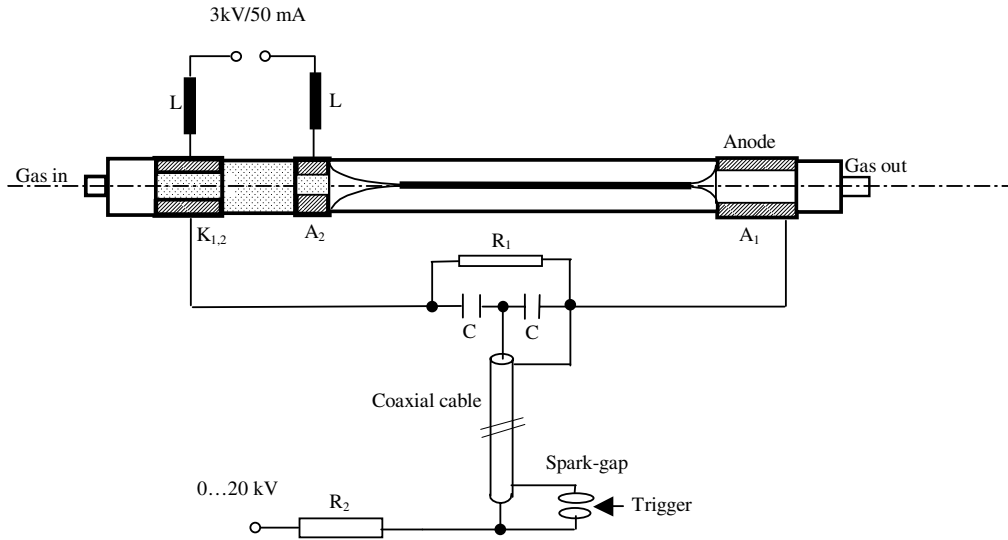 3kV/50 mA
L
L
Anode
Gas in
Gas out
K1,2
A2
A1
R1
C
C
Coaxial cable
Spark-gap
0…20 kV
R2
Trigger